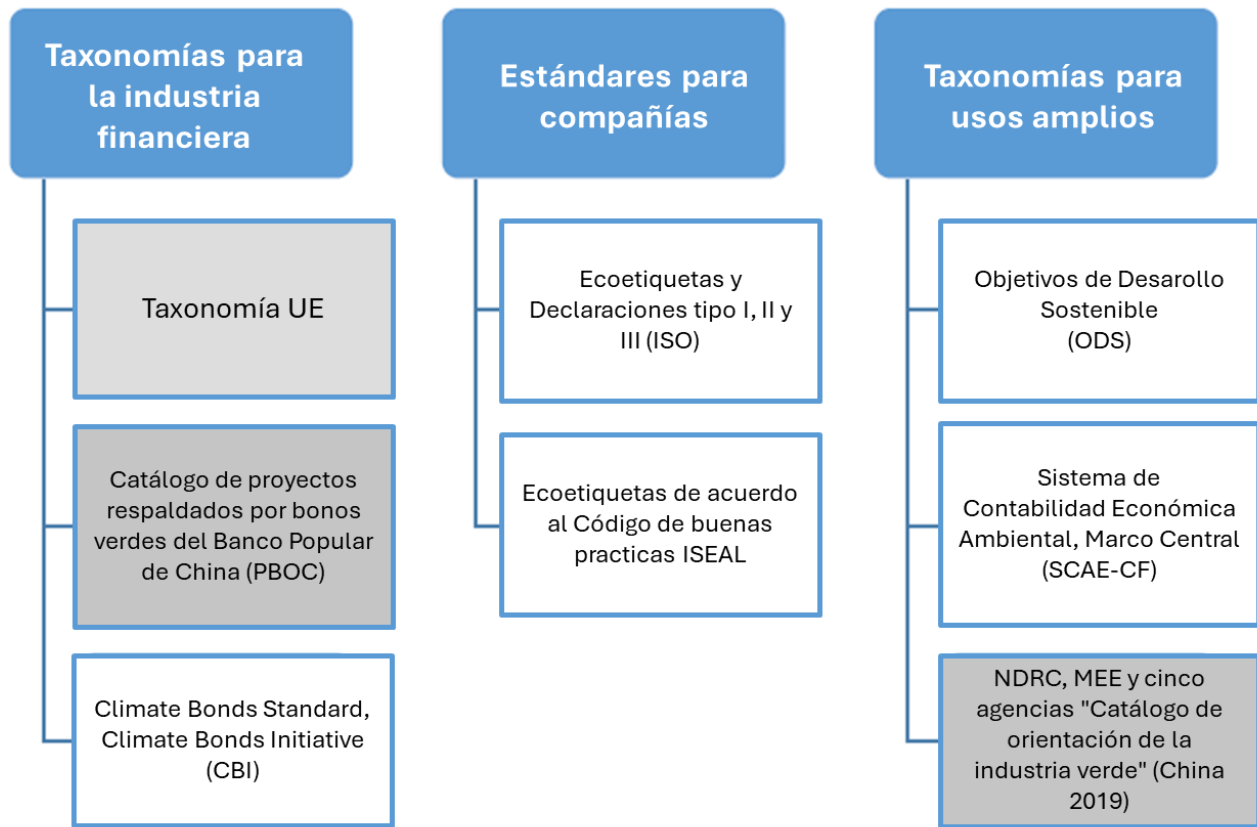 Taxonomías para
la industria
financiera
Taxonomía UE
Catálogo de proyectos
respaldados por bonos
verdes del Banco Popular
de China (PBOC)
Climate Bonds Standard,
Climate Bonds Initiative
(CBI)
Estándares para
compañías
Ecoetiquetas y
Declaraciones tipo I, II y
III (ISO)
Ecoetiquetas de acuerdo
al Código de buenas
practicas ISEAL
Taxonomías para
usos amplios
Objetivos de Desarollo
Sostenible
(ODS)
Sistema de
Contabilidad Económica
Ambiental, Marco Central
(SCAE-CF)
NDRC, MEE y cinco
agencias "Catálogo de
orientación de la
industria verde" (China
2019)